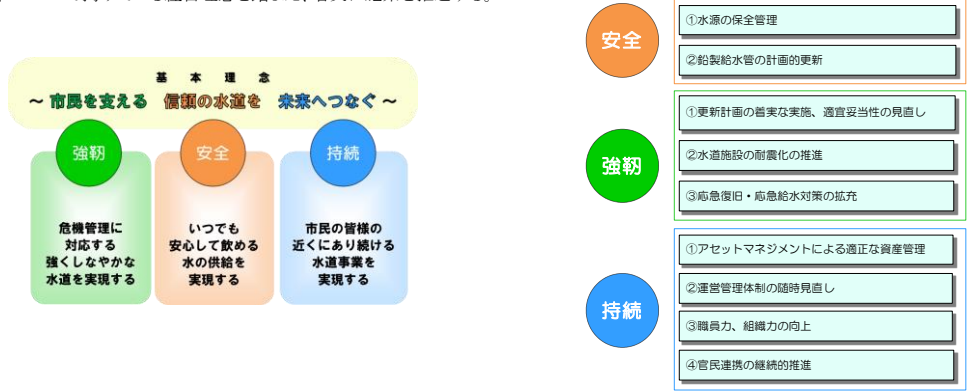 基 本 理 念
～ 市民を支える 信頼の水道を 未来へつなぐ ～
強靭
危機管理に
対応する
強くしなやかな
水道を実現する
安全
いつでも
安心して飲める
水の供給を
実現する
持続
市民の皆様の
近くにあり続ける
水道事業を
実現する
安全
①水源の保全管理
②鉛製給水管の計画的更新
強靭
①更新計画の着実な実施、適宜妥当性の見直し
②水道施設の耐震化の推進
③応急復旧・応急給水対策の拡充
持続
①アセットマネジメントによる適正な資産管理
②運営管理体制の随時見直し
③職員力、組織力の向上
④官民連携の継続的推進